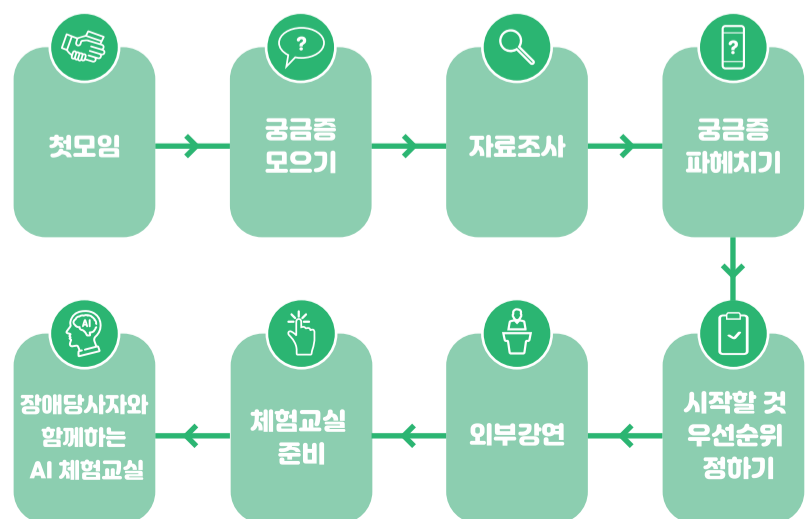 첫모임
?
궁금증
모으기
자료조사
?
궁금증
파헤치기
시작할 것
우선순위
정하기
외부강연
체험교실
준비
AI
장애당사자와
함께하는
AI 체험교실